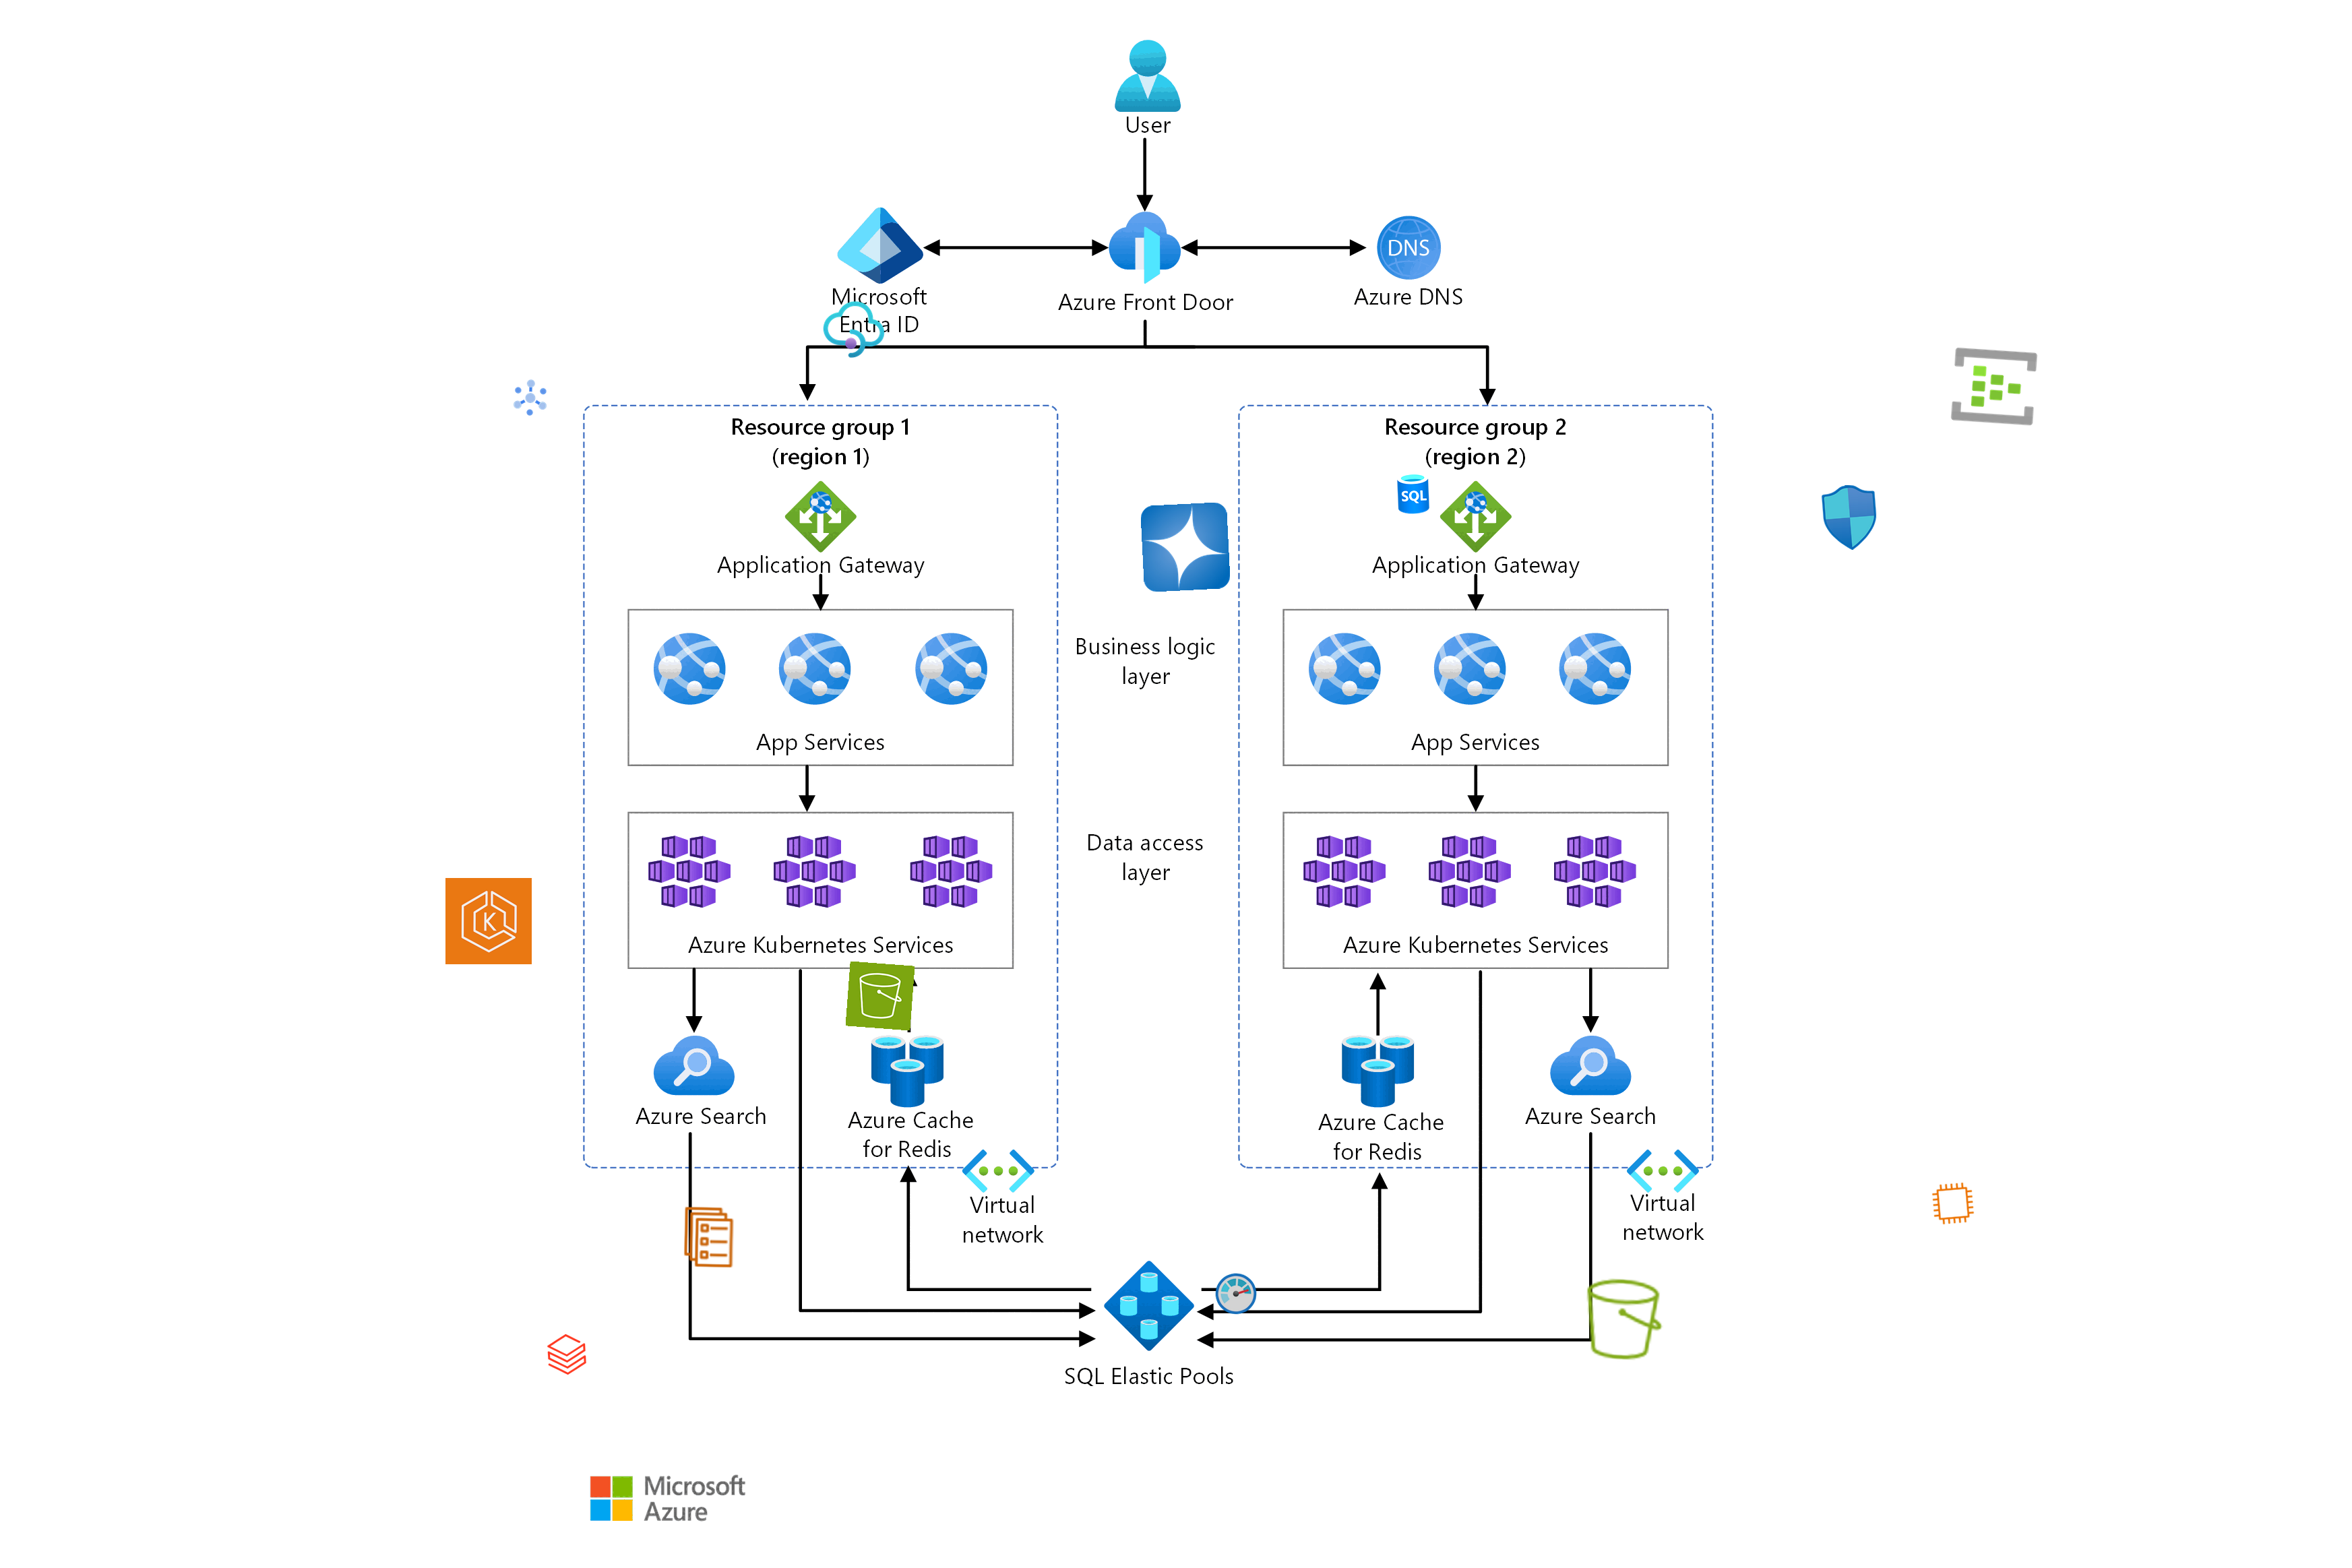 User
DNS
Microsoft
Entra ID
Azure Front Door
Azure DNS
Resource group 1
(region 1)
Resource group 2
(region 2)
SQL
Application Gateway
Application Gateway
Business logic
layer
App Services
App Services
Data access
layer
K
Azure Kubernetes Services
Azure Kubernetes Services
Azure Search
Azure Cache
for Redis
Azure Cache
for Redis
Azure Search
Virtual
network
Virtual
network
SQL Elastic Pools
Microsoft
Azure